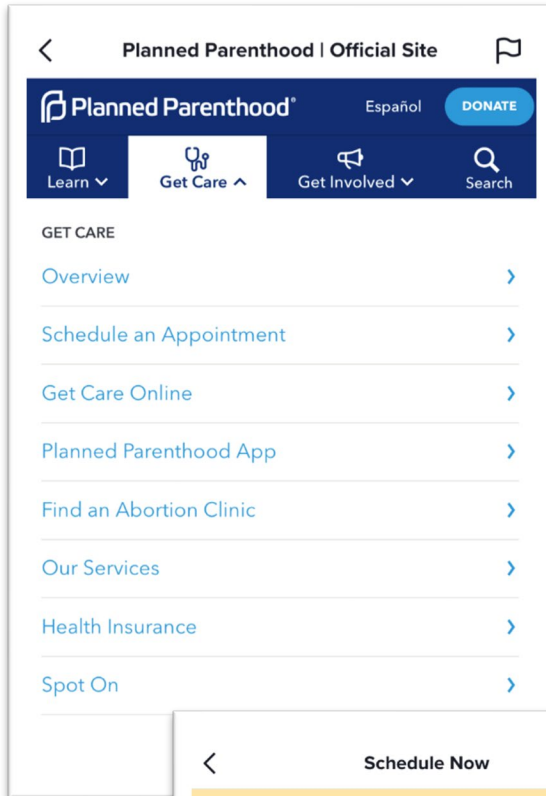 Planned Parenthood | Official Site
Planned Parenthood®
Español
DONATE
Learn
Get Care
Get Involved
Search
GET CARE
Overview
Schedule an Appointment
Get Care Online
Planned Parenthood App
Find an Abortion Clinic
Our Services
Health Insurance
Spot On
Schedule Now